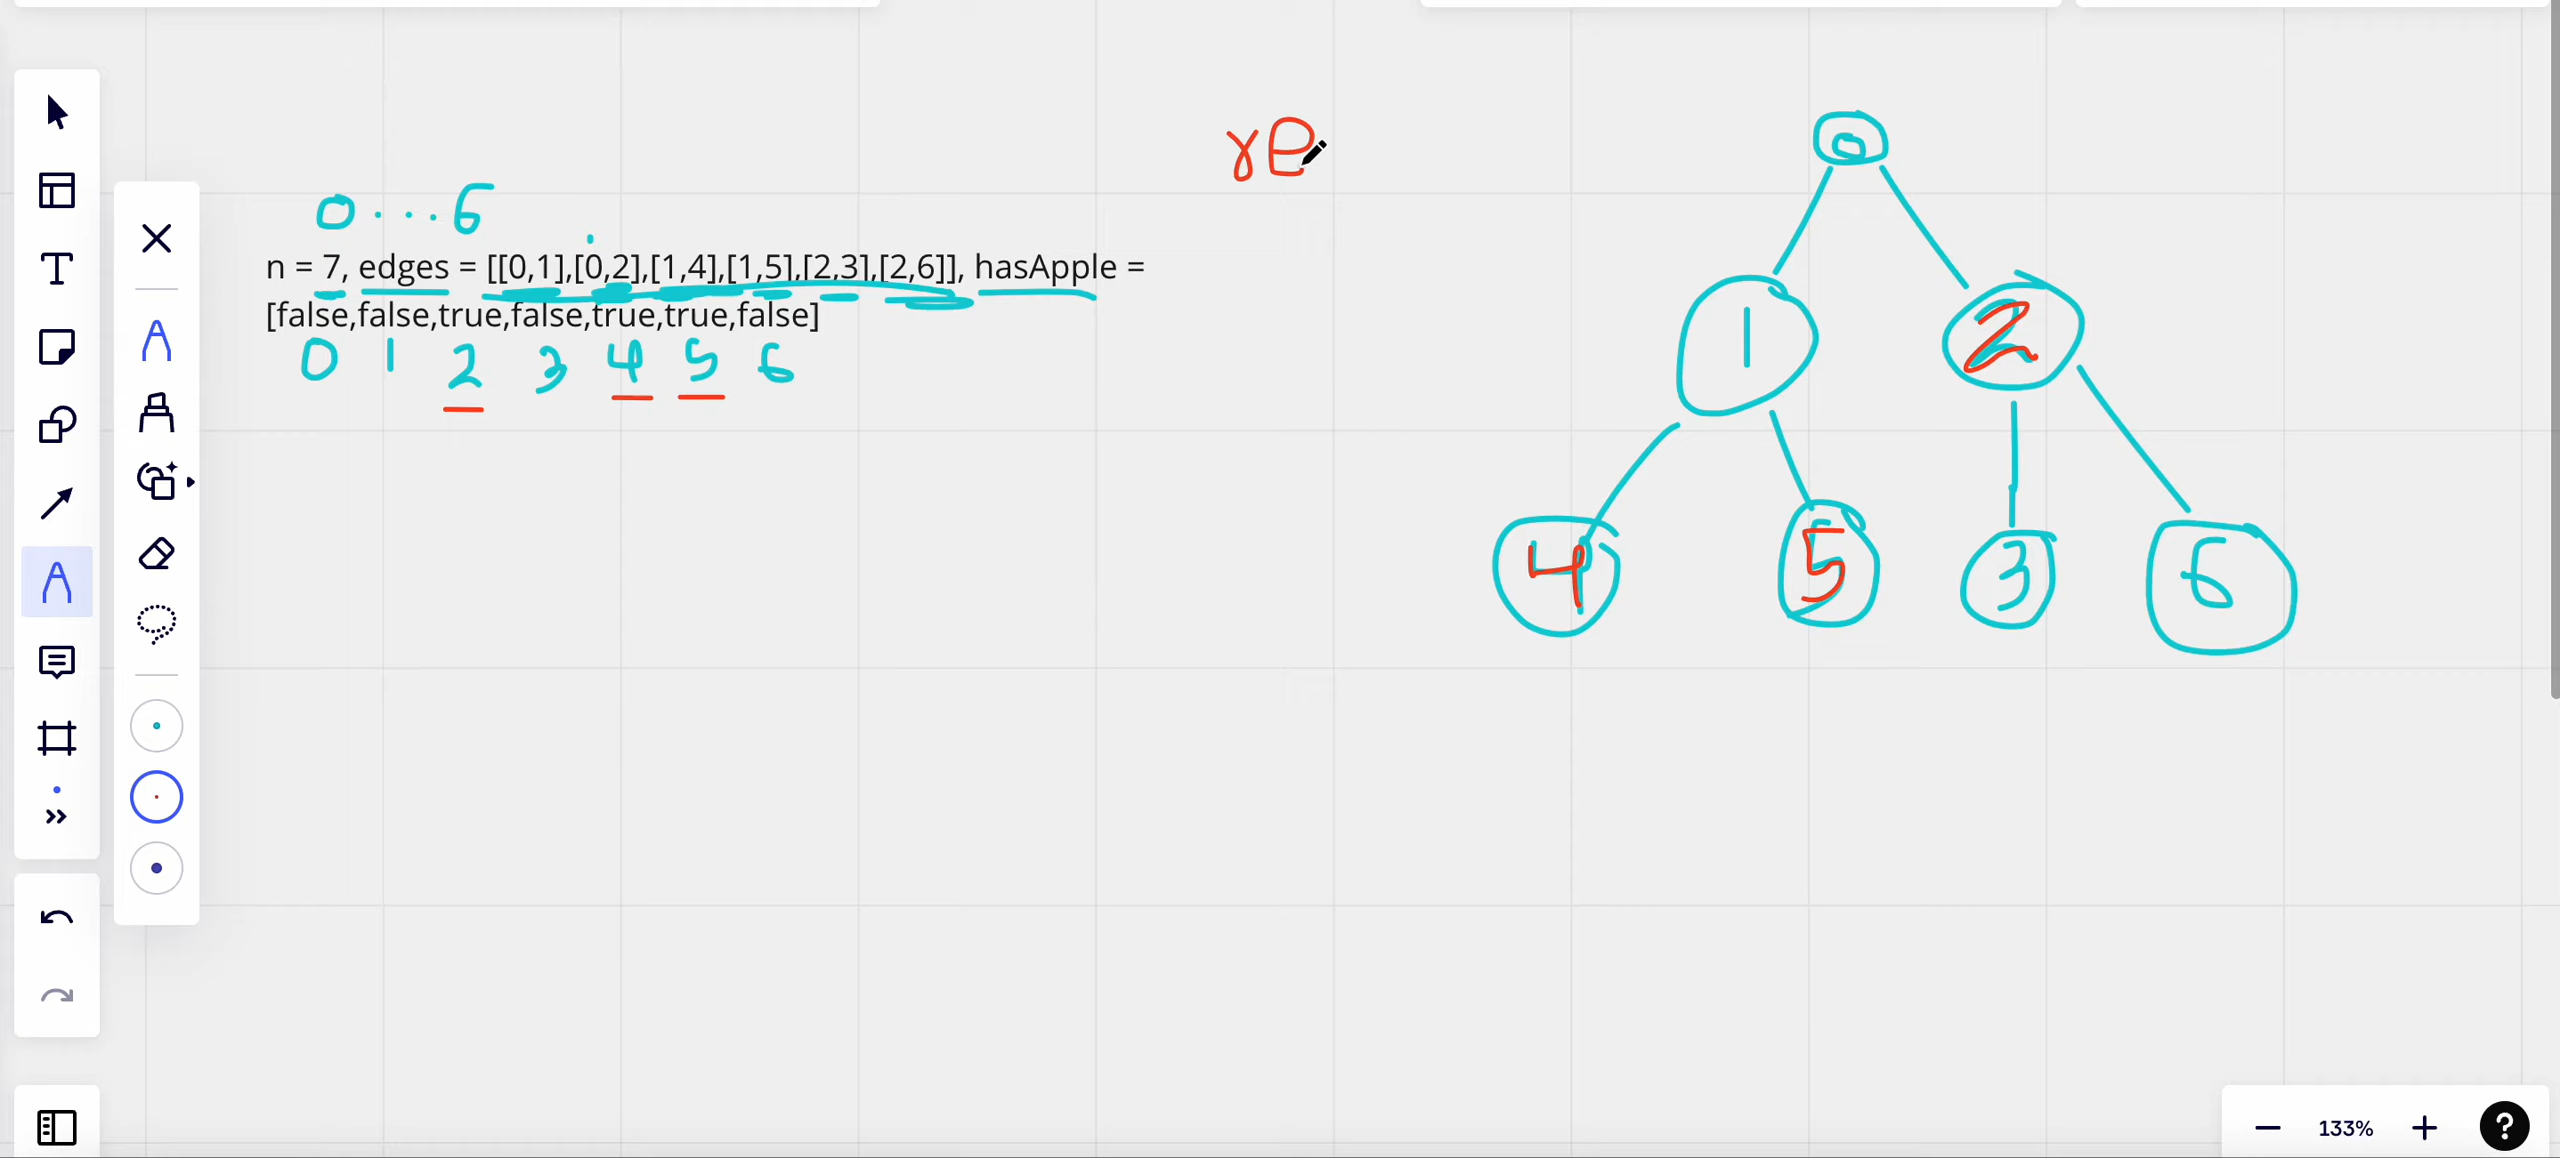 re
0
0...6
n = 7, edges = [[0,1],[0,2],[1,4],[1,5],[2,3],[2,6]], hasApple =
[false,false,true,false,true,true,false]
0 1 2 3 4 5 6
1 2
4 5 3 6
133%